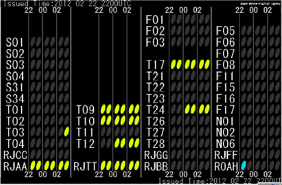 Issued Time:2012 02 22 2200UTC
22 00 02 22 00 02 22 00 02 22 00 02
F01
F02 F05
S01 F03 F06
S02 F07
S03 T17 F08
S04 T21 F11
S31 T22 F15
S34 T23 F16
T01 T09 T24 F17
T02 T10 T26 N01
T03 T11 T27 N02
T04 T12 T28 N06
RJCC RJGG RJFF
RJAA RJTT RJBB ROAH
Issued Time:2012 02 22 2200UT